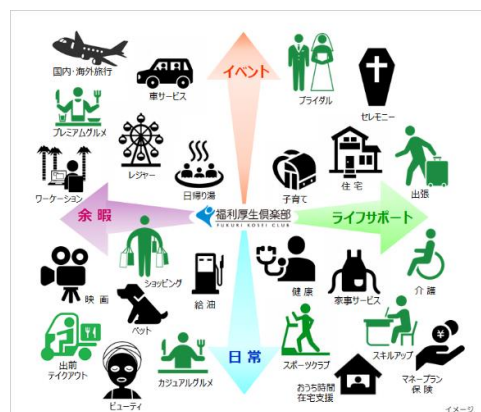 国内・海外旅行
車サービス
イベント
ブライダル
セレモニー
プレミアムグルメ
レジャー
日帰り湯
子育て
住宅
出張
ワーケーション
余暇
福利厚生倶楽部
FUKURI KOSEI CLUB
ライフサポート
映画
ショッピング
給油
健康
家事サービス
介護
ペット
日常
スポーツクラブ
スキルアップ
出前
テイクアウト
カジュアルグルメ
おうち時間
在宅支援
¥
マネープラン
保険
ビューティ
イメージ